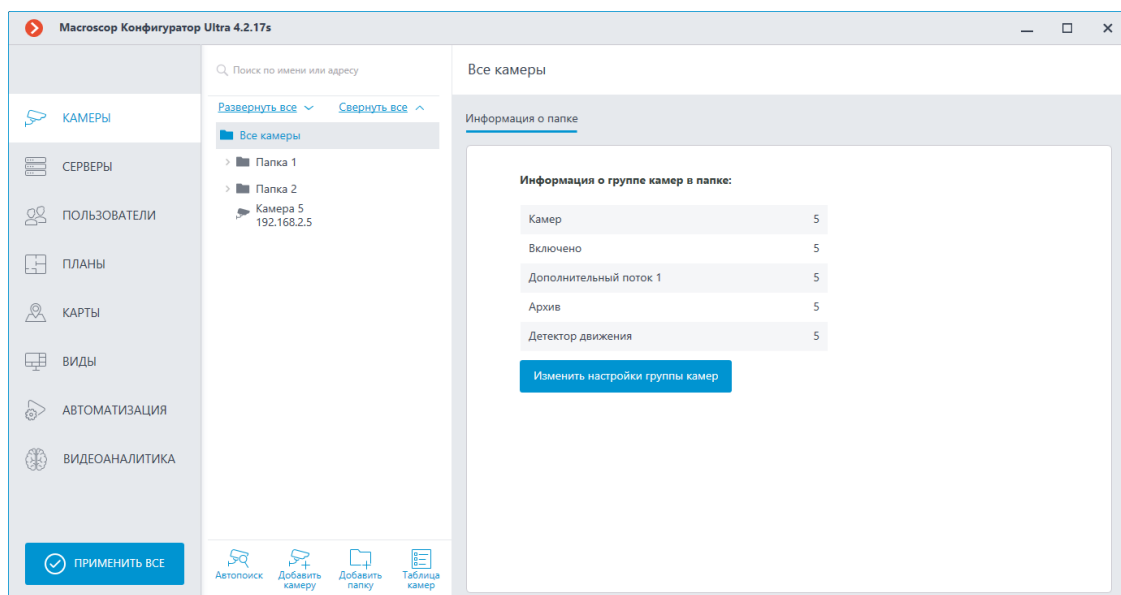 Macroscop Конфигуратор Ultra 4.2.17s
КАМЕРЫ
СЕРВЕРЫ
ПОЛЬЗОВАТЕЛИ
ПЛАНЫ
КАРТЫ
ВИДЫ
АВТОМАТИЗАЦИЯ
ВИДЕОАНАЛИТИКА
ПРИМЕНИТЬ ВСЕ
Поиск по имени или адресу
Развернуть все Свернуть все
Все камеры
Папка 1
Папка 2
Камера 5
192.168.2.5
Автопоиск
Добавить
камеру
Добавить
папку
Таблица
камер
Все камеры
Информация о папке
Информация о группе камер в папке:
Камер 5
Включено 5
Дополнительный поток 1 5
Архив 5
Детектор движения 5
Изменить настройки группы камер